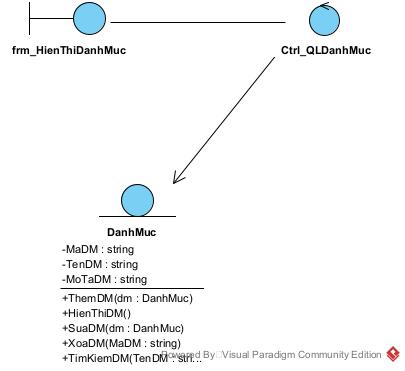 frm_HienThiDanhMuc
Ctrl_QLDanhMuc
DanhMuc
-MaDM : string
-TenDM : string
-MoTaDM : string
+ThemDM(dm : DanhMuc)
+HienThiDM()
+SuaDM(dm : DanhMuc)
+XoaDM(MaDM : string)
+TimKiemDM(TenDM : stri...
Powered By Visual Paradigm Community Edition